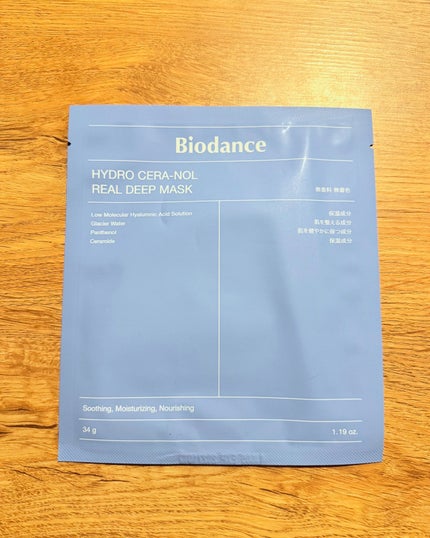 Biodance
HYDRO CERA-NOL
REAL DEEP MASK
無香料 無着色
Low Molecular Hyaluronic Acid Solution
Glacier Water
Panthenol
Ceramide
保湿成分
肌を整える成分
肌を健やかに保つ成分
保湿成分
Soothing, Moisturizing, Nourishing
34 g
1.19 oz.